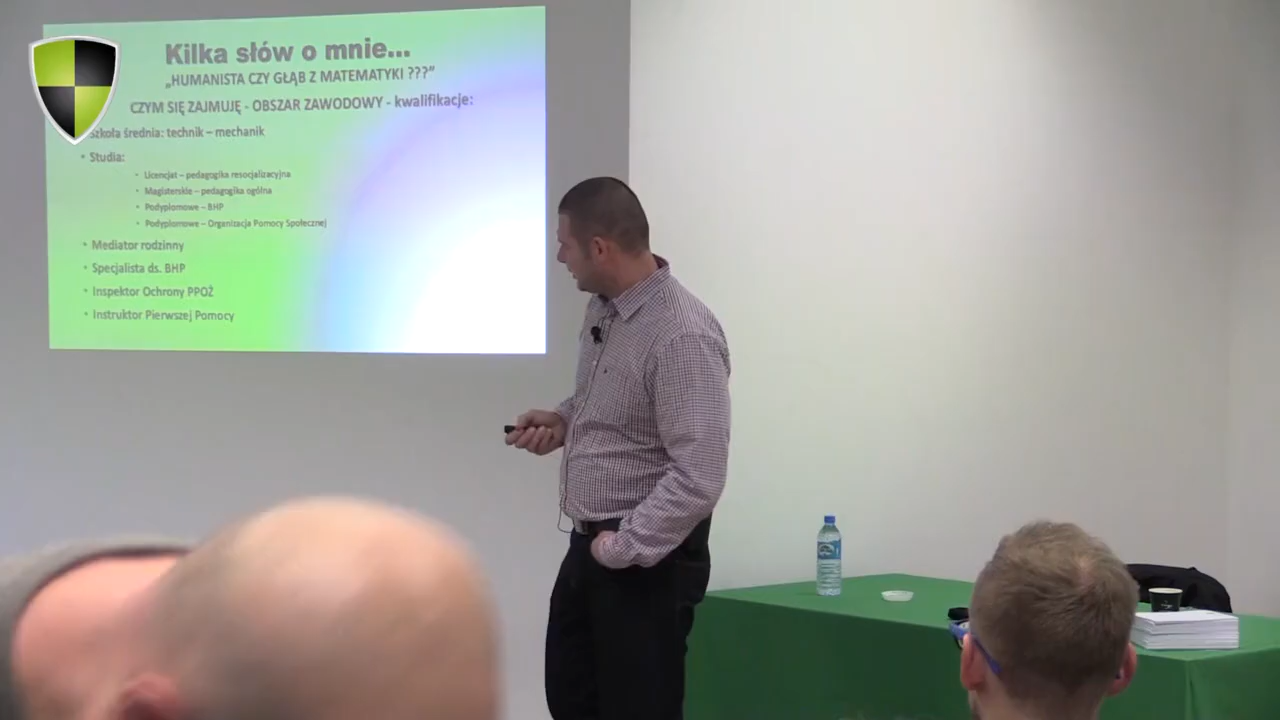 Kilka słów o mnie...
„HUMANISTA CZY GŁĄB Z MATEMATYKI ???"
CZYM SIĘ ZAJMUJĘ - OBSZAR ZAWODOWY - kwalifikacje:
Szkoła średnia: technik – mechanik
• Studia:
• Licencjat – pedagogika resocjalizacyjna
• Magisterskie – pedagogika ogólna
• Podyplomowe – BHP
• Podyplomowe – Organizacja Pomocy Społecznej
• Mediator rodzinny
• Specjalista ds. BHP
• Inspektor Ochrony PPOŻ
• Instruktor Pierwszej Pomocy